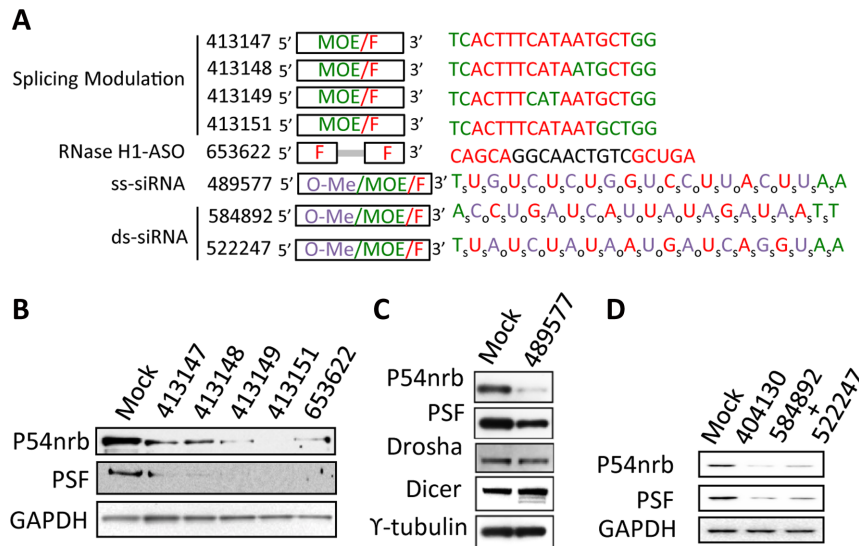 A
Splicing Modulation
413147 5′ MOE/F 3′ TCACTTTCATAATGCTGG
413148 5′ MOE/F 3′ TCACTTTCATAATGCTGG
413149 5′ MOE/F 3′ TCACTTTCATAATGCTGG
413151 5′ MOE/F 3′ TCACTTTCATAATGCTGG
RNase H1-ASO 653622 5′ F F 3′ CAGCAGGCAACTGTCGCUGA
ss-siRNA 489577 5′ O-Me/MOE/F 3′ TsUsGoUsCoUsCoUsGoGsUoCsCoUsUoAsCoUsUsAsA
ds-siRNA
584892 5′ O-Me/MOE/F 3′ AsCoCsUoGsAoUsCoAsUoUsAoUsAoGsAoUsAoAsTsT
522247 5′ O-Me/MOE/F 3′ TsUsAoUsCoUsAoUsAoAsUoGsAoUsCoAsGoGsUsAsA
B
Mock 413147 413148 413149 413151 653622
P54nrb
PSF
GAPDH
C
Mock 489577
P54nrb
PSF
Drosha
Dicer
ϒ-tubulin
D
Mock 404130 584892 + 522247
P54nrb
PSF
GAPDH